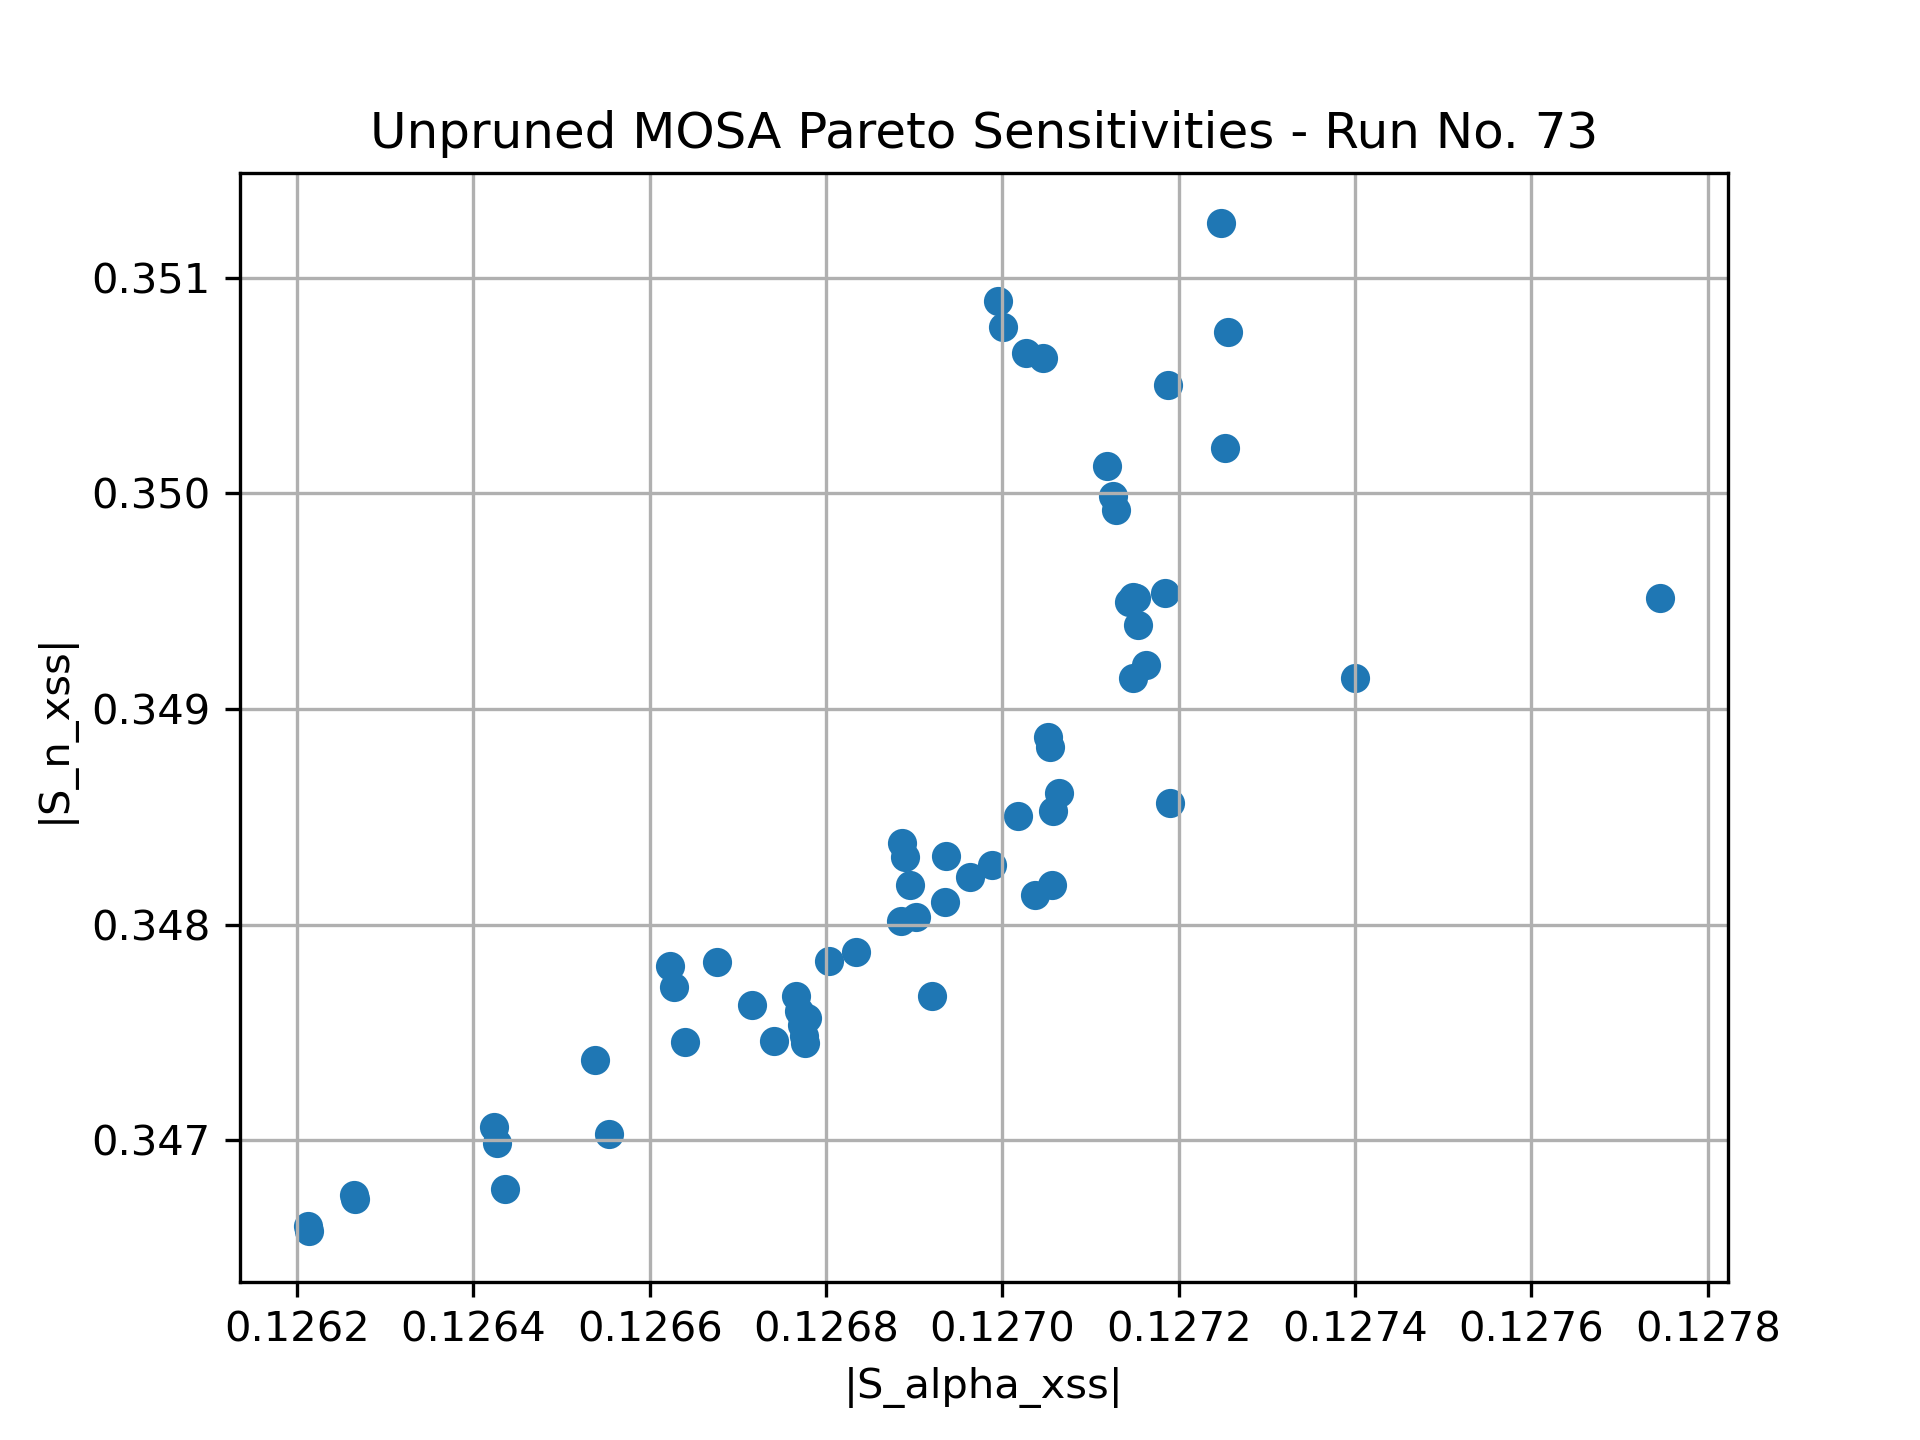 Unpruned MOSA Pareto Sensitivities - Run No. 73
0.351
0.350
0.349
0.348
0.347
|S_n_xss|
0.1262 0.1264 0.1266 0.1268 0.1270 0.1272 0.1274 0.1276 0.1278
|S_alpha_xss|